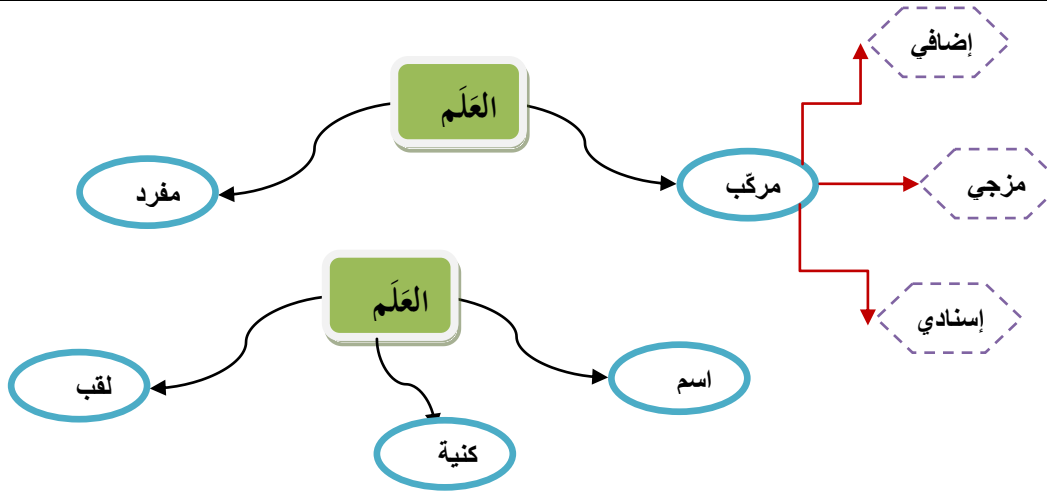 إضافي
العَلَم
مزجي
مركّب
مفرد
العَلَم
إسنادي
اسم
لقب
كنية